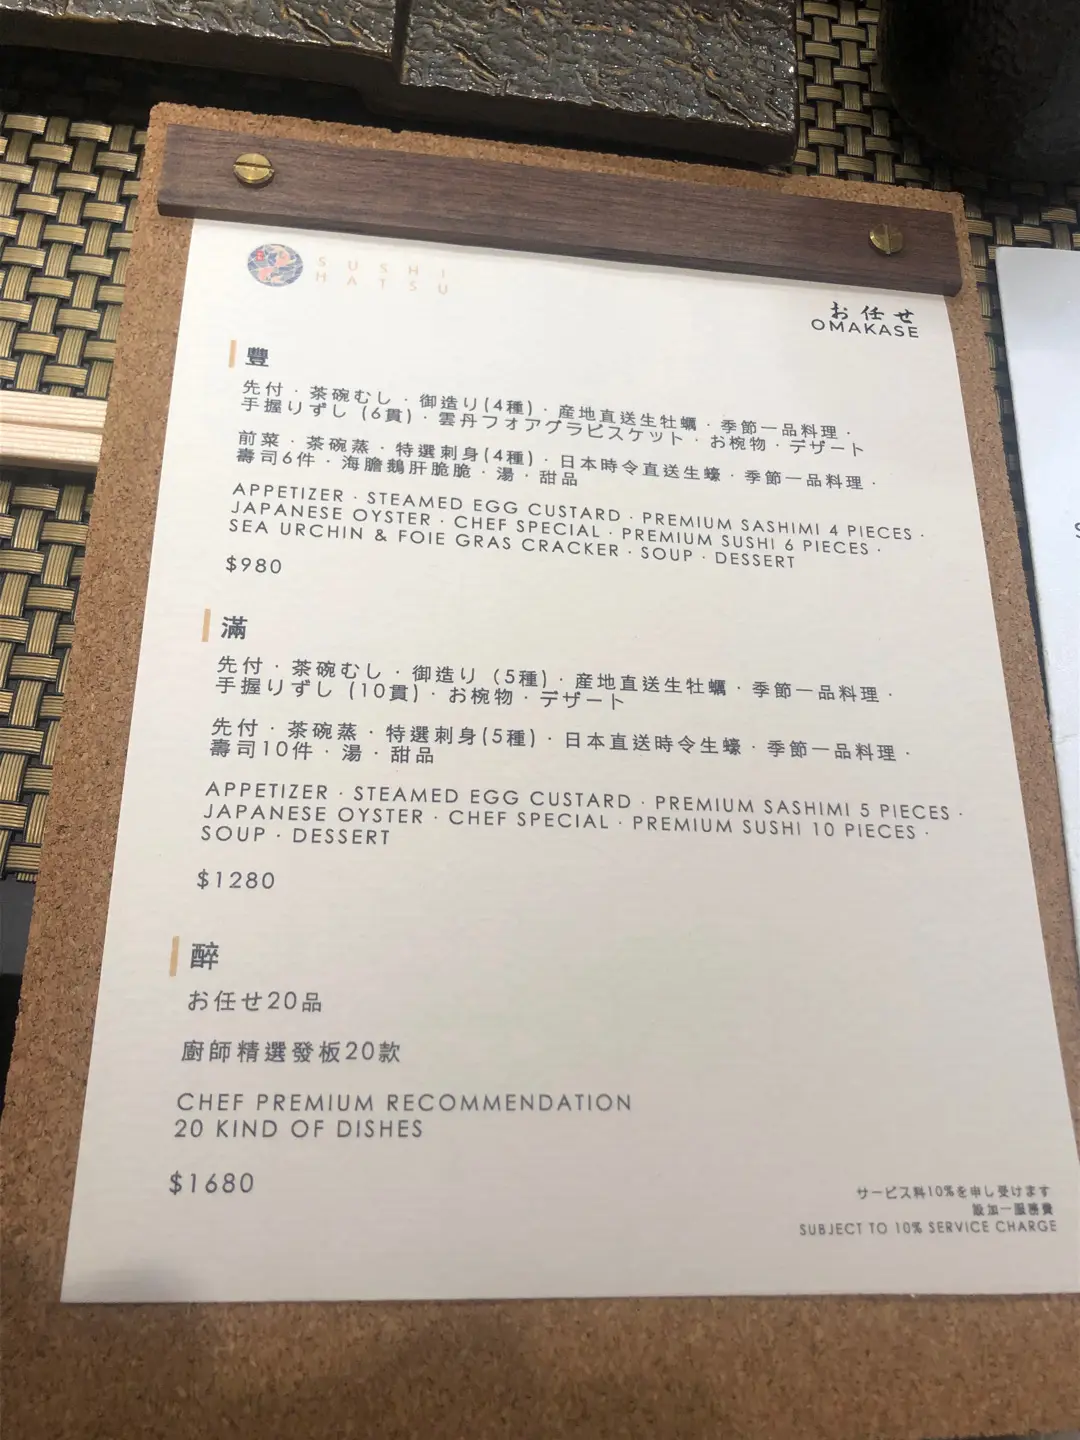 SUSHI
HATSU
お任せ
OMAKASE
豐
先付・茶碗むし・御造り(4種)・産地直送生牡蠣・季節一品料理・
手握りずし (6貫)・雲丹フォアグラビスケット・お椀物・デザート
前菜・茶碗蒸・特選刺身(4種)・日本時令直送生蠔・季節一品料理・
壽司6件・海膽鵝肝脆脆・湯・甜品
APPETIZER · STEAMED EGG CUSTARD · PREMIUM SASHIMI 4 PIECES ·
JAPANESE OYSTER · CHEF SPECIAL · PREMIUM SUSHI 6 PIECES ·
SEA URCHIN & FOIE GRAS CRACKER · SOUP · DESSERT
$980
滿
先付・茶碗むし・御造り (5種)・産地直送生牡蠣・季節一品料理・
手握りずし (10貫)・お椀物・デザート
先付・茶碗蒸・特選刺身(5種)・日本直送時令生蠔・季節一品料理・
壽司10件・湯・甜品
APPETIZER · STEAMED EGG CUSTARD · PREMIUM SASHIMI 5 PIECES ·
JAPANESE OYSTER · CHEF SPECIAL · PREMIUM SUSHI 10 PIECES ·
SOUP · DESSERT
$1280
醉
お任せ20品
廚師精選發板20款
CHEF PREMIUM RECOMMENDATION
20 KIND OF DISHES
$1680
サービス料10%を申し受けます
設加一服務費
SUBJECT TO 10% SERVICE CHARGE